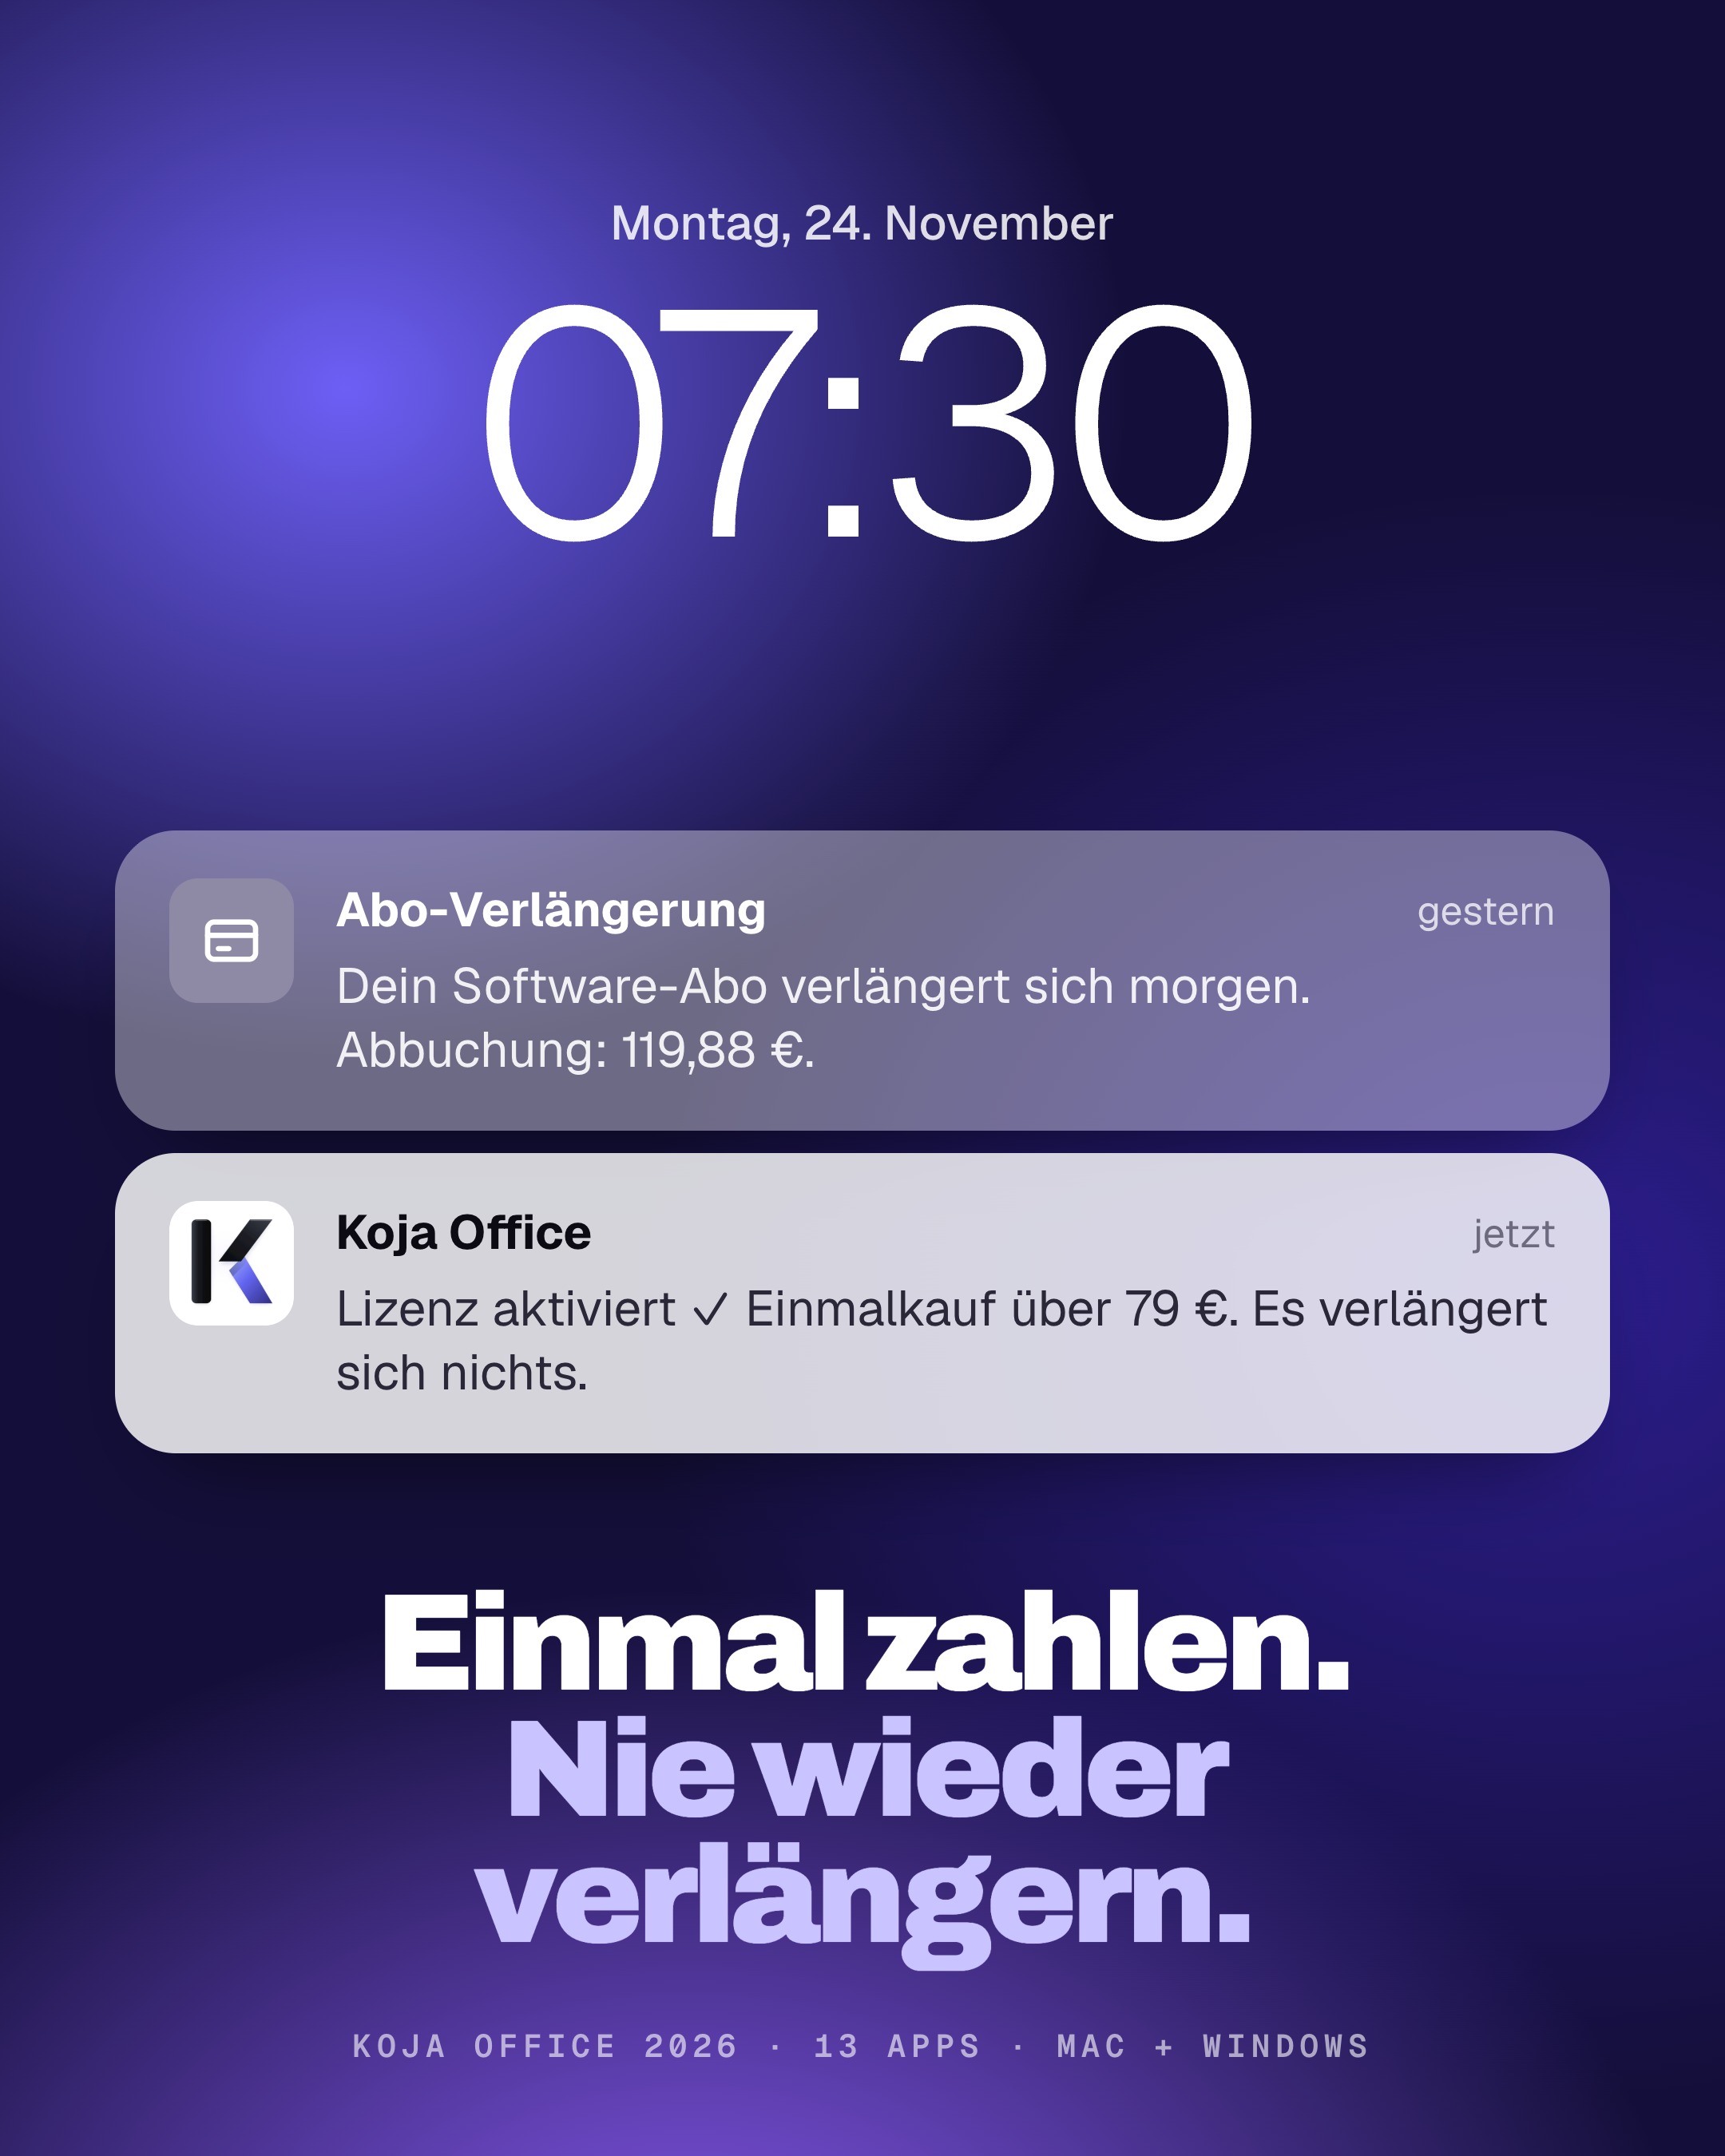 Montag, 24. November
07:30
Abo-Verlängerung
gestern
Dein Software-Abo verlängert sich morgen.
Abbuchung: 119,88 €.
Koja Office
jetzt
Lizenz aktiviert ✓ Einmalkauf über 79 €. Es verlängert
sich nichts.
Einmal zahlen.
Nie wieder
verlängern.
KOJA OFFICE 2026 · 13 APPS · MAC + WINDOWS